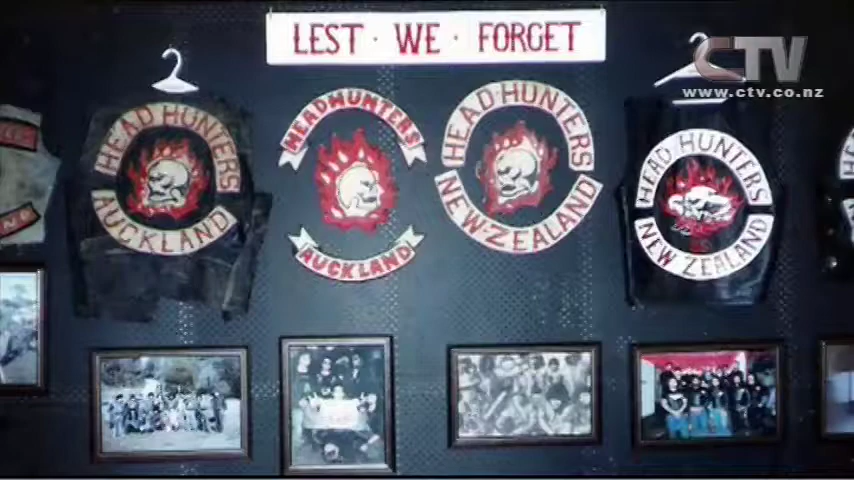 LEST · WE · FORGET
CTV
www.ctv.co.nz
HEAD HUNTERS
AUCKLAND
HEADHUNTERS
AUCKLAND
HEAD·HUNTERS
NEW·ZEALAND
HEAD HUNTERS
NEW ZEALAND